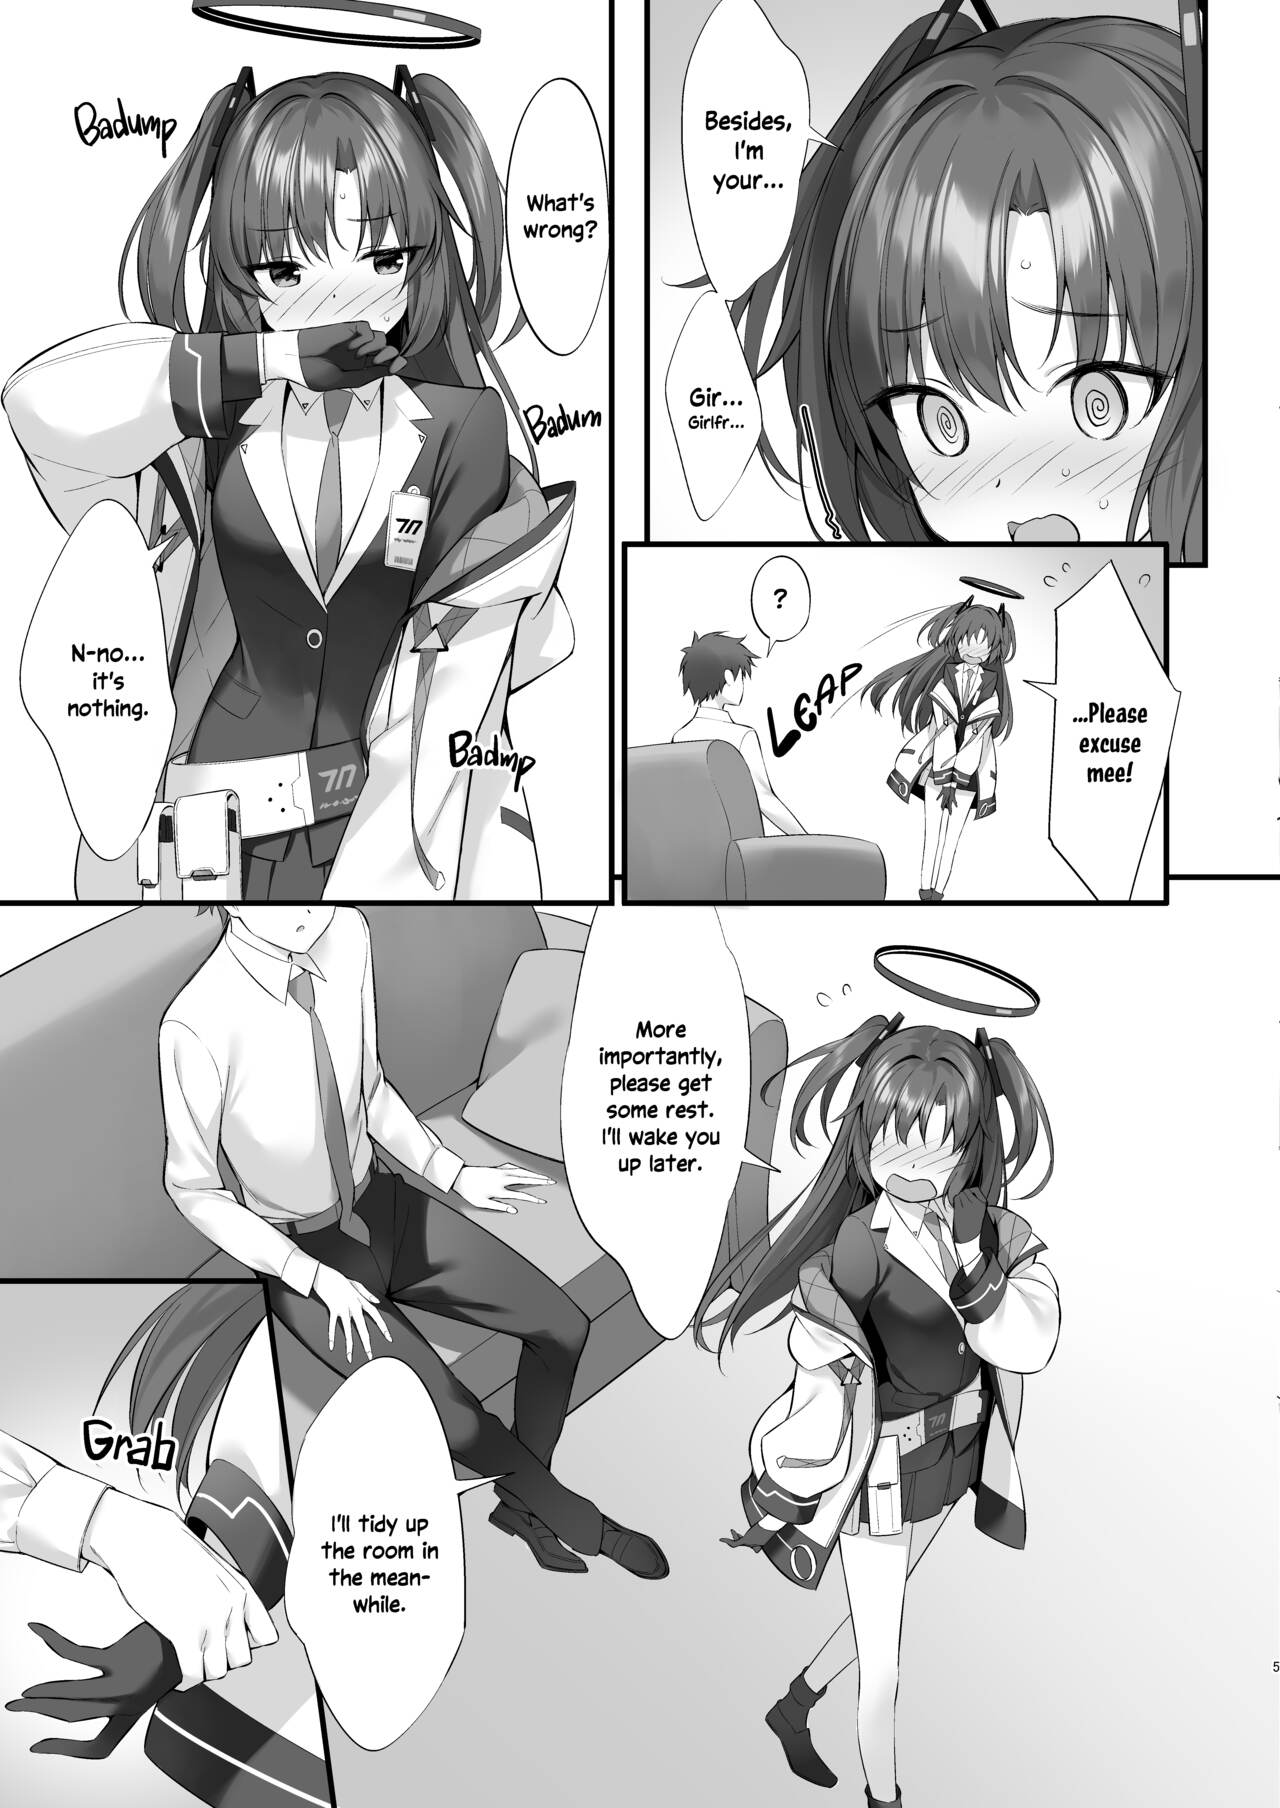 Besides,
I'm
your...
Gir...
Girlfr...
?
LEAP
...Please
excuse
mee!
Badump
What's
wrong?
Badum
N-no...
it's
nothing.
Badmp
More
importantly,
please get
some rest.
I'll wake you
up later.
I'll tidy up
the room in
the mean-
while.
Grab
5